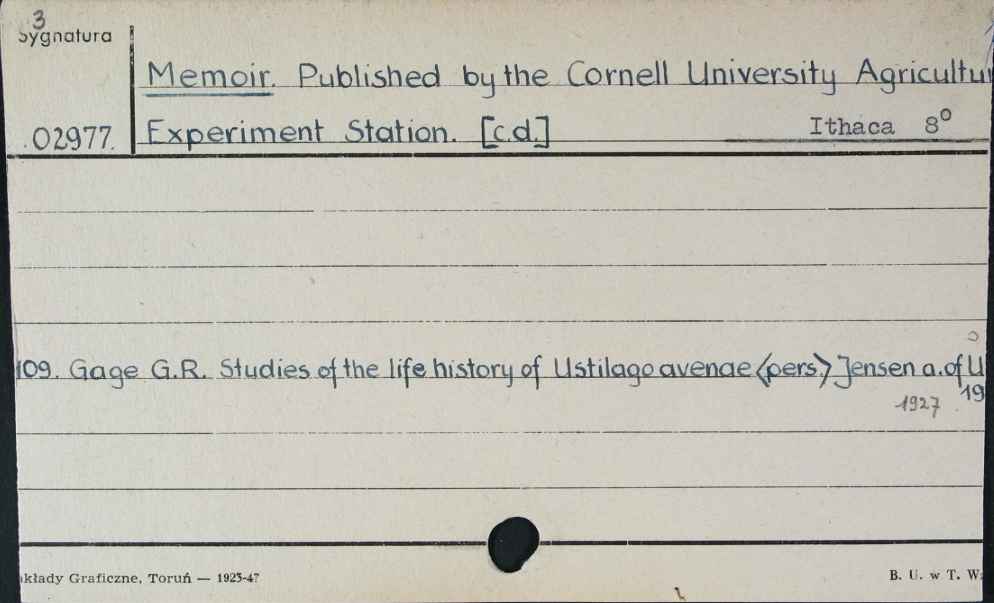 3
Sygnatura
Memoir. Published by the Cornell University Agricultu
02977. Experiment Station. [c.d.] Ithaca 8°
109. Gage G.R. Studies of the life history of Ustilago avenae <pers.> Jensen a. of U
1927 . 19
kłady Graficzne, Toruń — 1925-47 B. U. w T. W